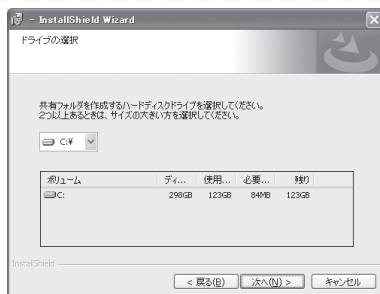 - InstallShield Wizard
ドライブの選択
共有フォルダを作成するハードディスクドライブを選択してください。
2つ以上あるときは、サイズの大きい方を選択してください。
C:¥
ボリューム ディ... 使用... 必要... 残り
C: 298GB 123GB 84MB 123GB
InstallShield
< 戻る(B) 次へ(N) > キャンセル